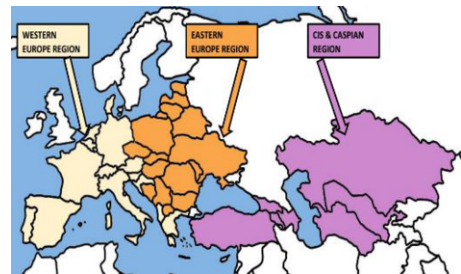 WESTERN
EUROPE REGION
EASTERN
EUROPE REGION
CIS & CASPIAN
REGION